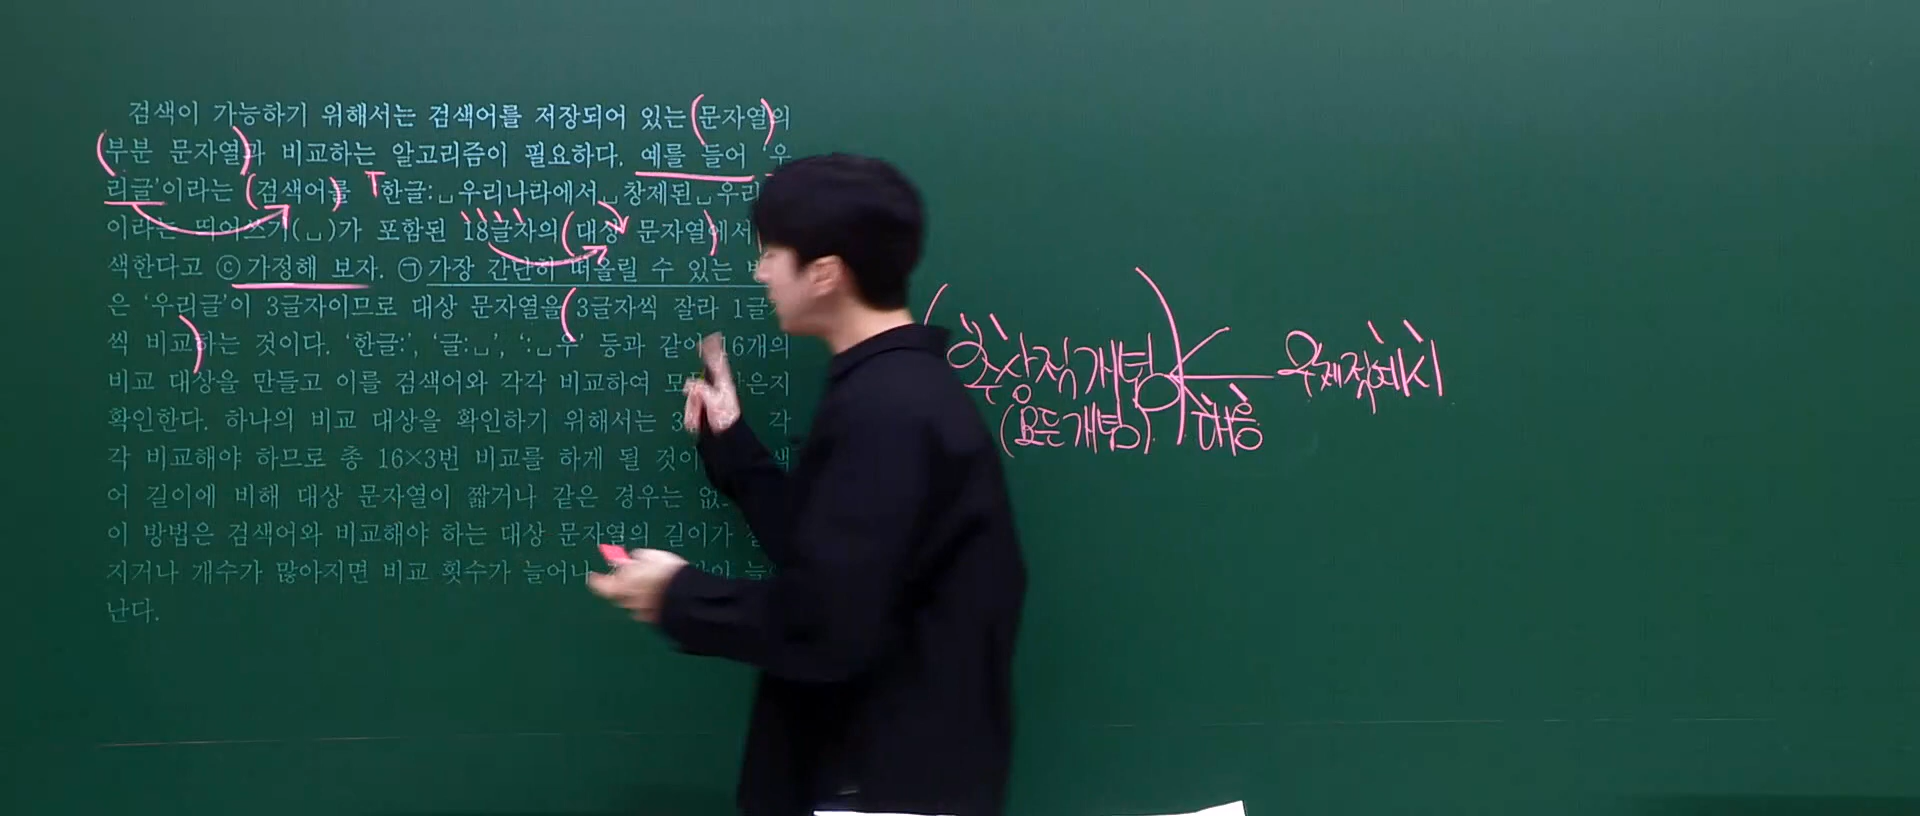 검색이 가능하기 위해서는 검색어를 저장되어 있는 문자열의
부분 문자열과 비교하는 알고리즘이 필요하다. 예를 들어 '우
리글'이라는 검색어를 '한글:␣우리나라에서␣창제된␣우리
이라는 띄어쓰기(␣)가 포함된 18글자의 대상 문자열에서
색한다고 ⓒ가정해 보자. ㉠가장 간단히 떠올릴 수 있는
은 '우리글'이 3글자이므로 대상 문자열을 3글자씩 잘라 1글
씩 비교하는 것이다. '한글:', '글:␣', ':␣우' 등과 같이 16개의
비교 대상을 만들고 이를 검색어와 각각 비교하여 은지
확인한다. 하나의 비교 대상을 확인하기 위해서는 3 각
각 비교해야 하므로 총 16×3번 비교를 하게 될 것이
어 길이에 비해 대상 문자열이 짧거나 같은 경우는
이 방법은 검색어와 비교해야 하는 대상 문자열의 길이가
지거나 개수가 많아지면 비교 횟수가 늘어나
난다.
추상적 개념 구체적 예시
(모든 개념) 대응